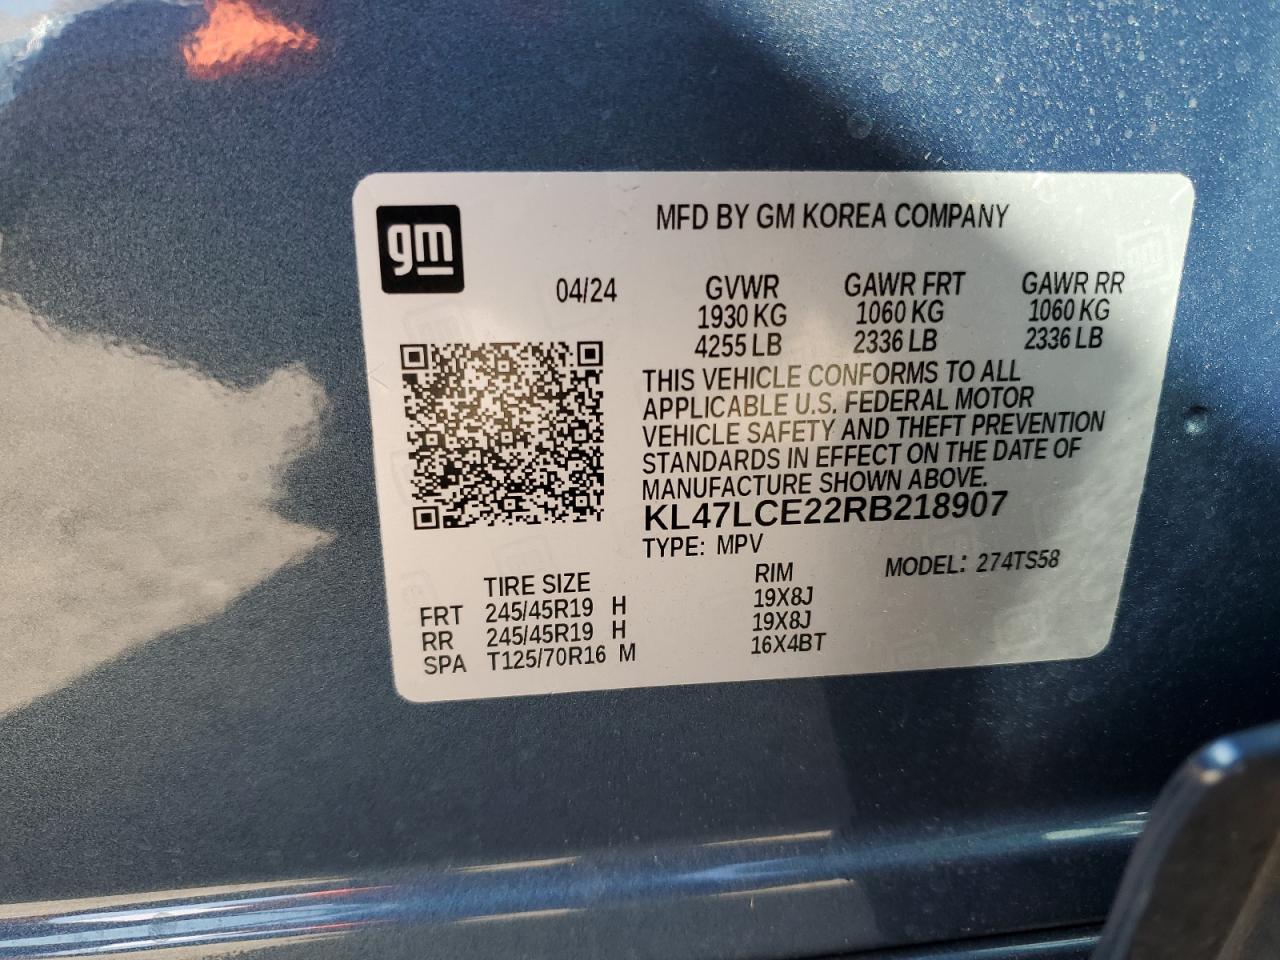 gm
MFD BY GM KOREA COMPANY
04/24 GVWR GAWR FRT GAWR RR
1930 KG 1060 KG 1060 KG
4255 LB 2336 LB 2336 LB
THIS VEHICLE CONFORMS TO ALL
APPLICABLE U.S. FEDERAL MOTOR
VEHICLE SAFETY AND THEFT PREVENTION
STANDARDS IN EFFECT ON THE DATE OF
MANUFACTURE SHOWN ABOVE.
KL47LCE22RB218907
TYPE: MPV MODEL: 274TS58
TIRE SIZE RIM
FRT 245/45R19 H 19X8J
RR 245/45R19 H 19X8J
SPA T125/70R16 M 16X4BT